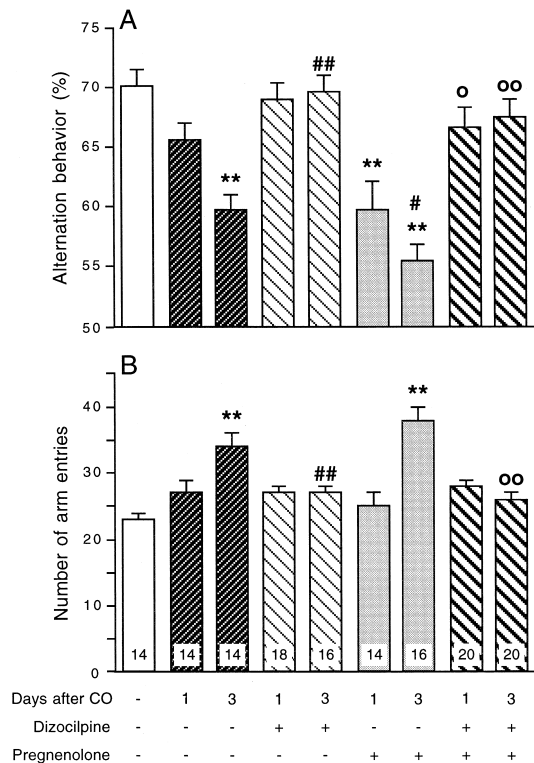 A
75
70
65
60
55
50
Alternation behavior (%)
**
##
**
#
**
o
oo
B
40
30
20
10
0
Number of arm entries
**
##
**
oo
14 14 14 18 16 14 16 20 20
Days after CO - 1 3 1 3 1 3 1 3
Dizocilpine - - - + + - - + +
Pregnenolone - - - - - + + + +